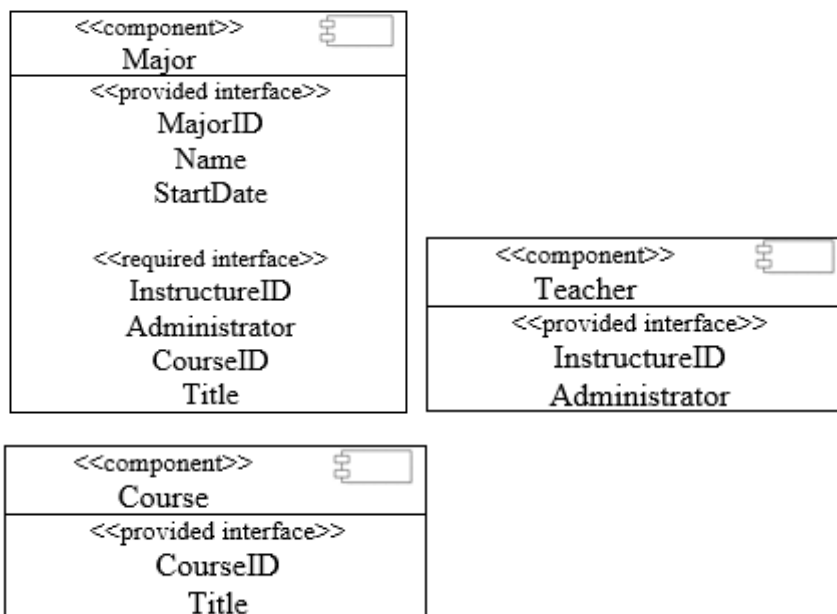 <<component>>
Major
<<provided interface>>
MajorID
Name
StartDate
<<required interface>>
InstructureID
Administrator
CourseID
Title
<<component>>
Teacher
<<provided interface>>
InstructureID
Administrator
<<component>>
Course
<<provided interface>>
CourseID
Title